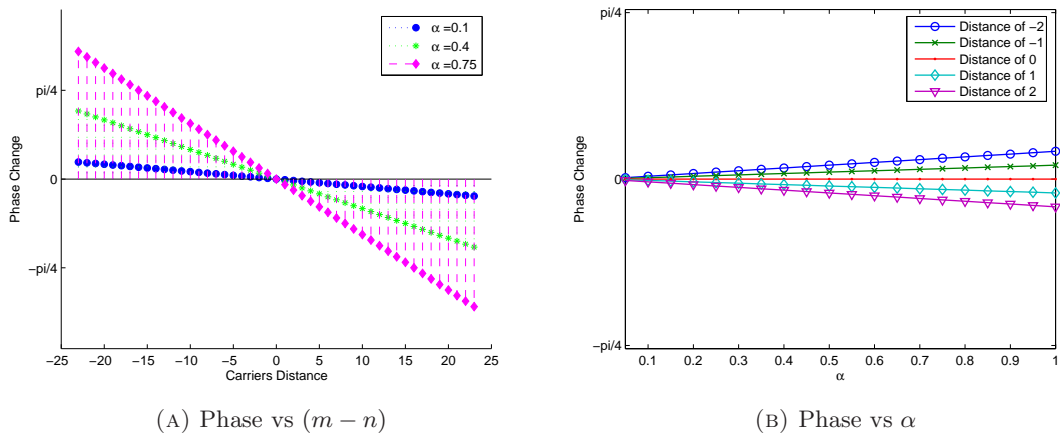 α =0.1
α =0.4
α =0.75
pi/4
0
−pi/4
Phase Change
−25 −20 −15 −10 −5 0 5 10 15 20 25
Carriers Distance
(A) Phase vs (m − n)
Distance of −2
Distance of −1
Distance of 0
Distance of 1
Distance of 2
pi/4
0
−pi/4
Phase Change
0.1 0.2 0.3 0.4 0.5 0.6 0.7 0.8 0.9 1
α
(B) Phase vs α